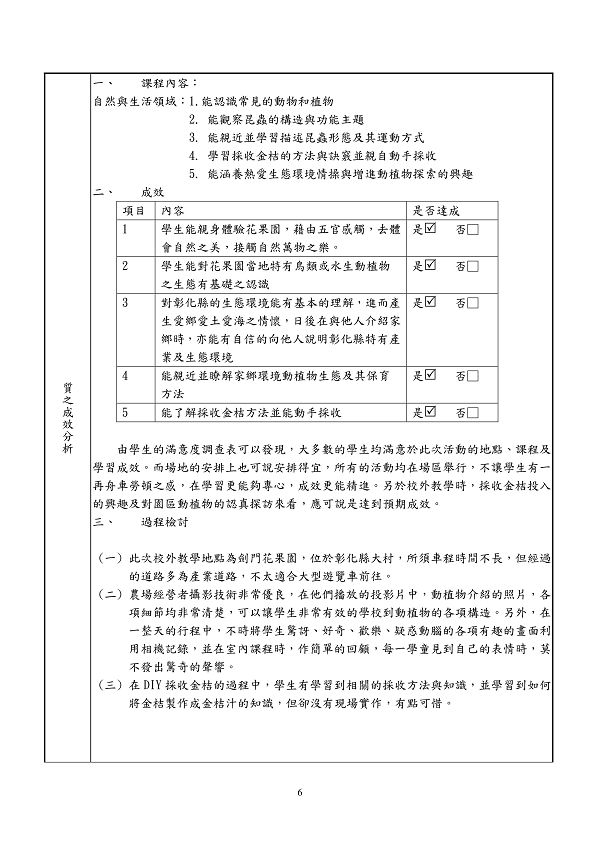 一、 課程內容：
自然與生活領域：1.能認識常見的動物和植物
2. 能觀察昆蟲的構造與功能主題
3. 能親近並學習描述昆蟲形態及其運動方式
4. 學習採收金桔的方法與訣竅並親自動手採收
5. 能涵養熱愛生態環境情操與增進動植物探索的興趣
二、 成效
項目 內容 是否達成
1 學生能親身體驗花果園，藉由五官感觸，去體 是☑ 否□
會自然之美，接觸自然萬物之樂。
2 學生能對花果園當地特有鳥類或水生動植物 是☑ 否□
之生態有基礎之認識
3 對彰化縣的生態環境能有基本的理解，進而產 是☑ 否□
生愛鄉愛土愛海之情懷，日後在與他人介紹家
鄉時，亦能有自信的向他人說明彰化縣特有產
業及生態環境
4 能親近並瞭解家鄉環境動植物生態及其保育 是☑ 否□
方法
5 能了解採收金桔方法並能動手採收 是☑ 否□
質之成效分析
由學生的滿意度調查表可以發現，大多數的學生均滿意於此次活動的地點、課程及
學習成效。而場地的安排上也可說安排得宜，所有的活動均在場區舉行，不讓學生有一
再舟車勞頓之感，在學習更能夠專心，成效更能精進。另於校外教學時，採收金桔投入
的興趣及對園區動植物的認真探訪來看，應可說是達到預期成效。
三、 過程檢討
（一）此次校外教學地點為劍門花果園，位於彰化縣大村，所須車程時間不長，但經過
的道路多為產業道路，不太適合大型遊覽車前往。
（二）農場經營者攝影技術非常優良，在他們播放的投影片中，動植物介紹的照片，各
項細節均非常清楚，可以讓學生非常有效的學校到動植物的各項構造。另外，在
一整天的行程中，不時將學生驚訝、好奇、歡樂、疑惑動腦的各項有趣的畫面利
用相機記錄，並在室內課程時，作簡單的回顧，每一學童見到自己的表情時，莫
不發出驚奇的聲響。
（三）在 DIY 採收金桔的過程中，學生有學習到相關的採收方法與知識，並學習到如何
將金桔製作成金桔汁的知識，但卻沒有現場實作，有點可惜。
6